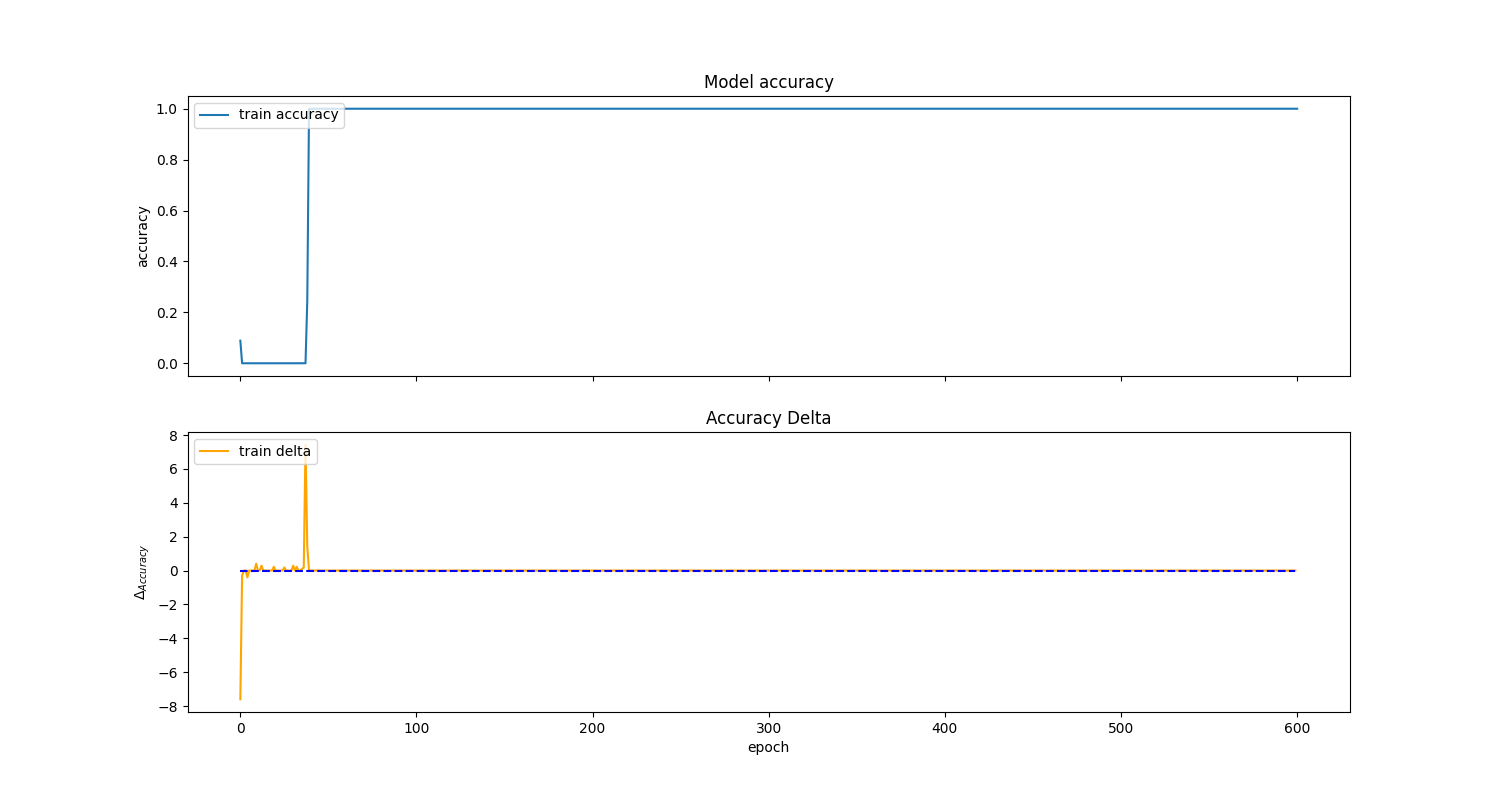 Model accuracy
train accuracy
1.0
0.8
0.6
0.4
0.2
0.0
accuracy
Accuracy Delta
train delta
8
6
4
2
0
−2
−4
−6
−8
Δ_Accuracy
0 100 200 300 400 500 600
epoch